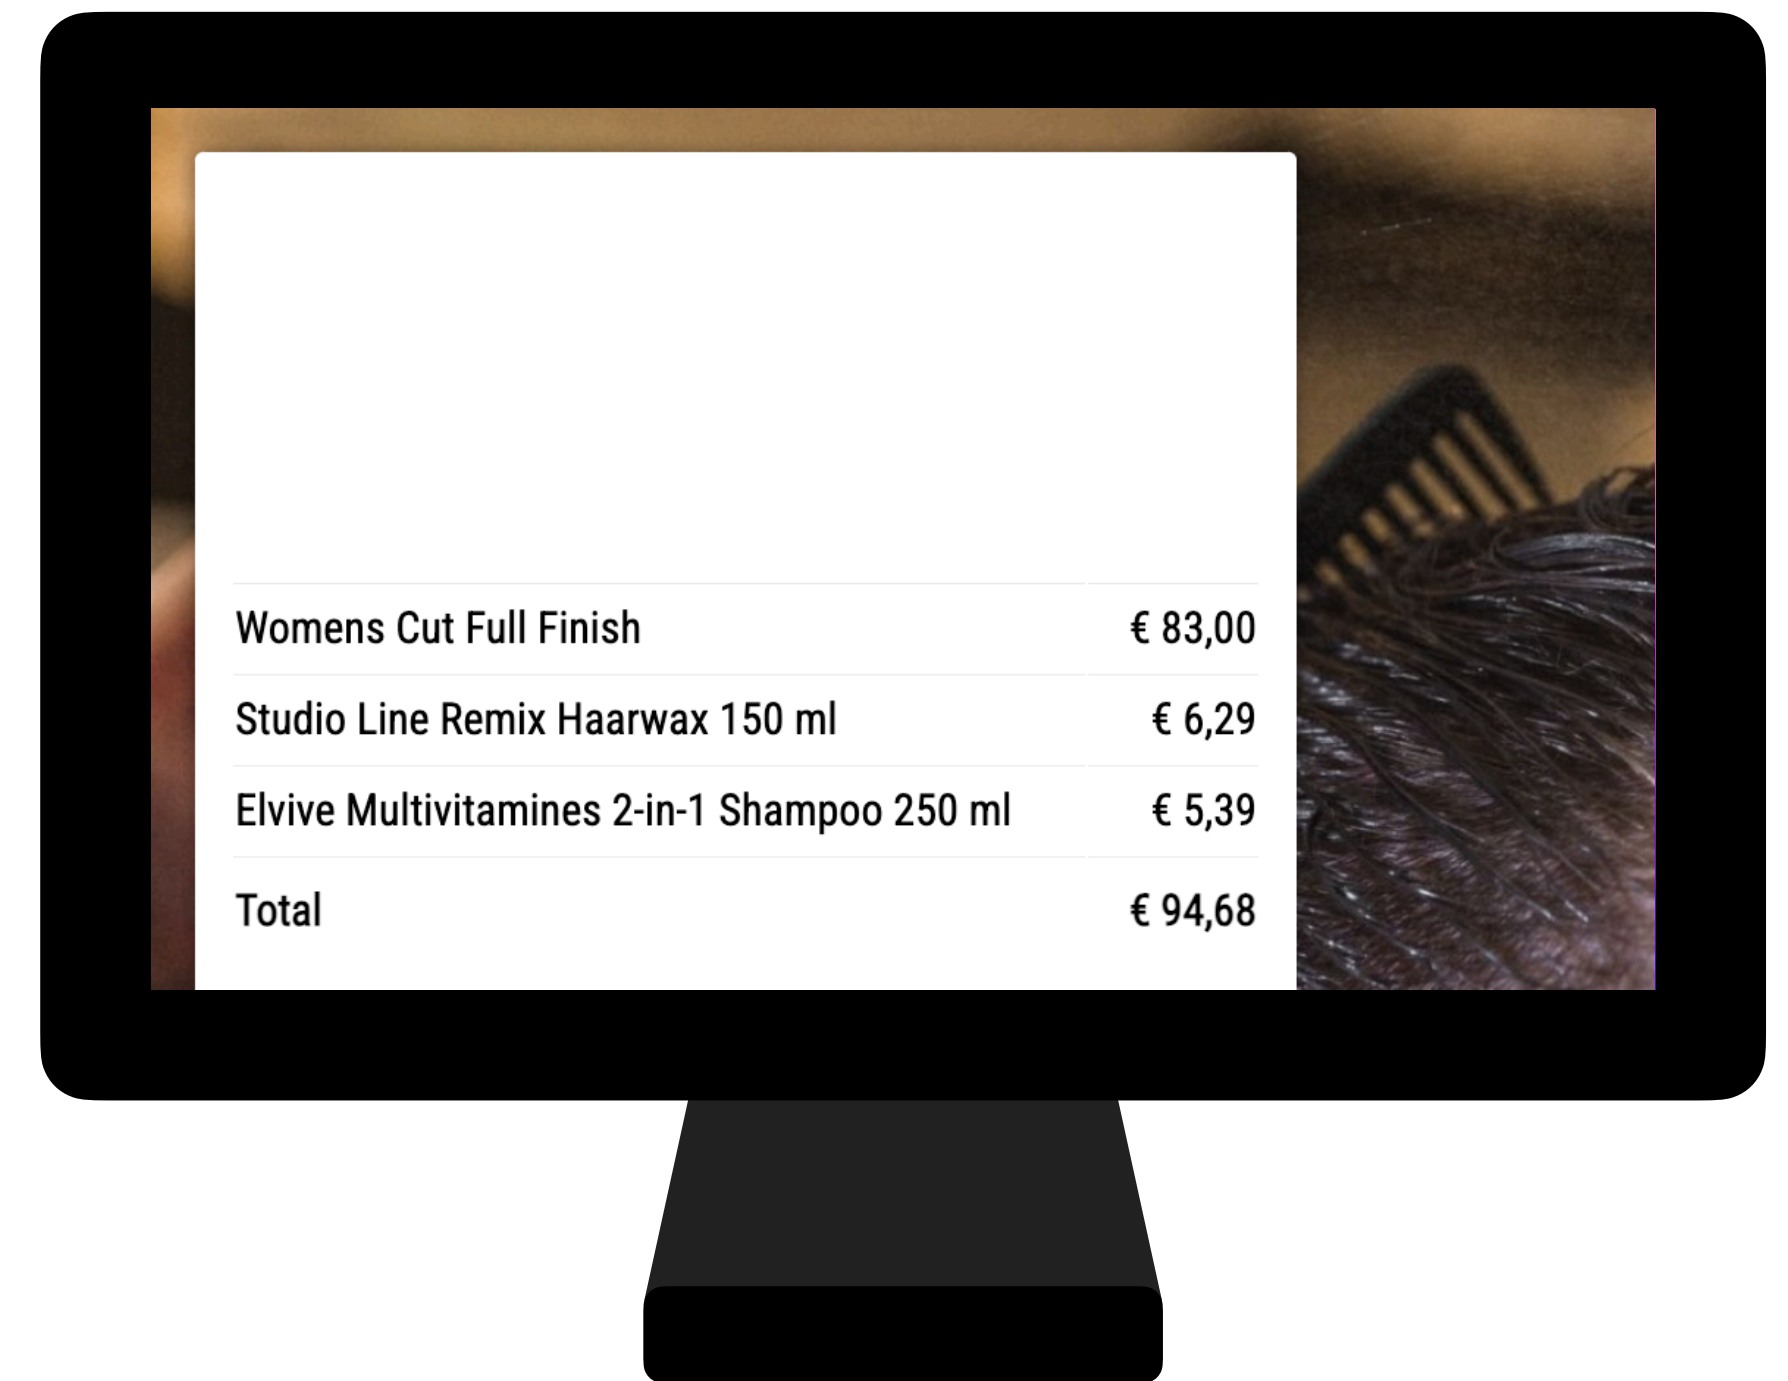 Womens Cut Full Finish € 83,00
Studio Line Remix Haarwax 150 ml € 6,29
Elvive Multivitamines 2-in-1 Shampoo 250 ml € 5,39
Total € 94,68